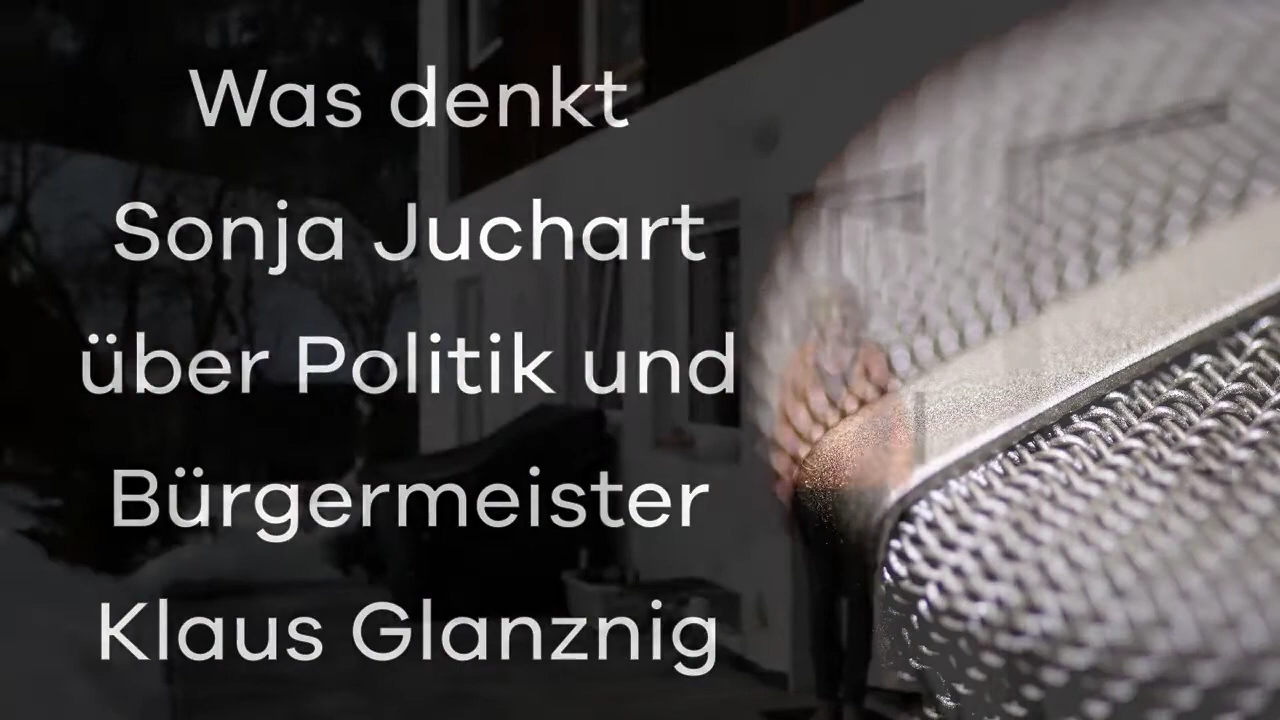 Was denkt
Sonja Juchart
über Politik und
Bürgermeister
Klaus Glanznig